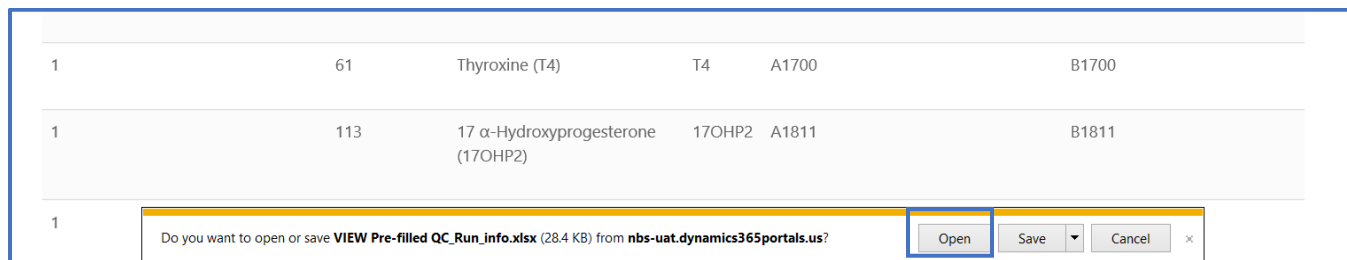 1 61 Thyroxine (T4) T4 A1700 B1700
1 113 17 α-Hydroxyprogesterone 17OHP2 A1811 B1811
(17OHP2)
1
Do you want to open or save VIEW Pre-filled QC_Run_info.xlsx (28.4 KB) from nbs-uat.dynamics365portals.us? Open Save Cancel ×